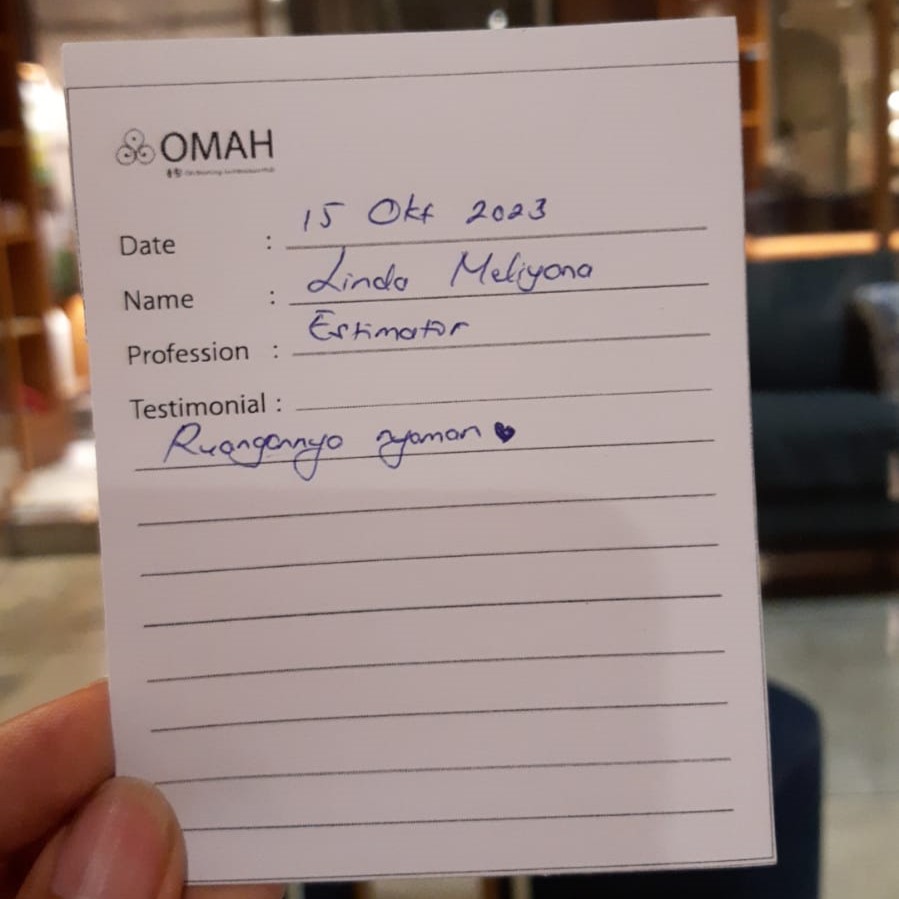 OMAH
Date : 15 Okt 2023
Name : Linda Meliyana
Profession : Estimator
Testimonial :
Ruangannya nyaman ♥